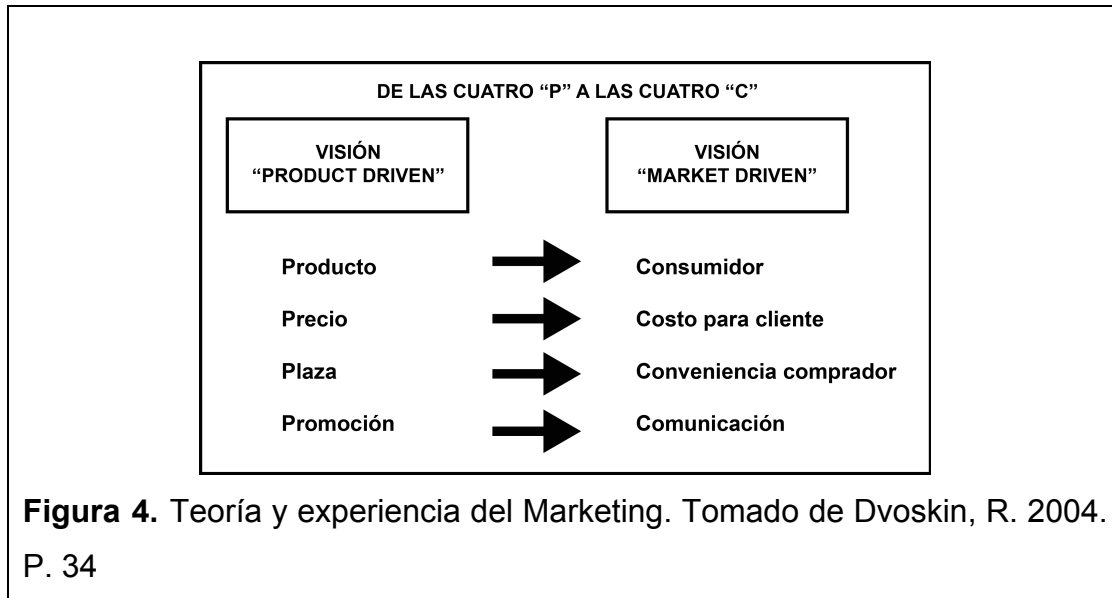 DE LAS CUATRO “P” A LAS CUATRO “C”
VISIÓN
“PRODUCT DRIVEN”
VISIÓN
“MARKET DRIVEN”
Producto
Consumidor
Precio
Costo para cliente
Plaza
Conveniencia comprador
Promoción
Comunicación
Figura 4. Teoría y experiencia del Marketing. Tomado de Dvoskin, R. 2004.
P. 34